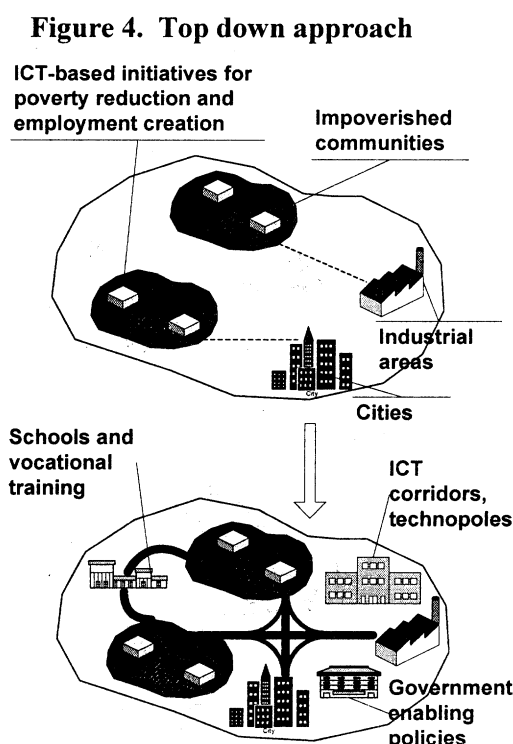 Figure 4. Top down approach
ICT-based initiatives for
poverty reduction and
employment creation
Impoverished
communities
Industrial
areas
City
Cities
Schools and
vocational
training
ICT
corridors,
technopoles
Government
enabling
policies
City